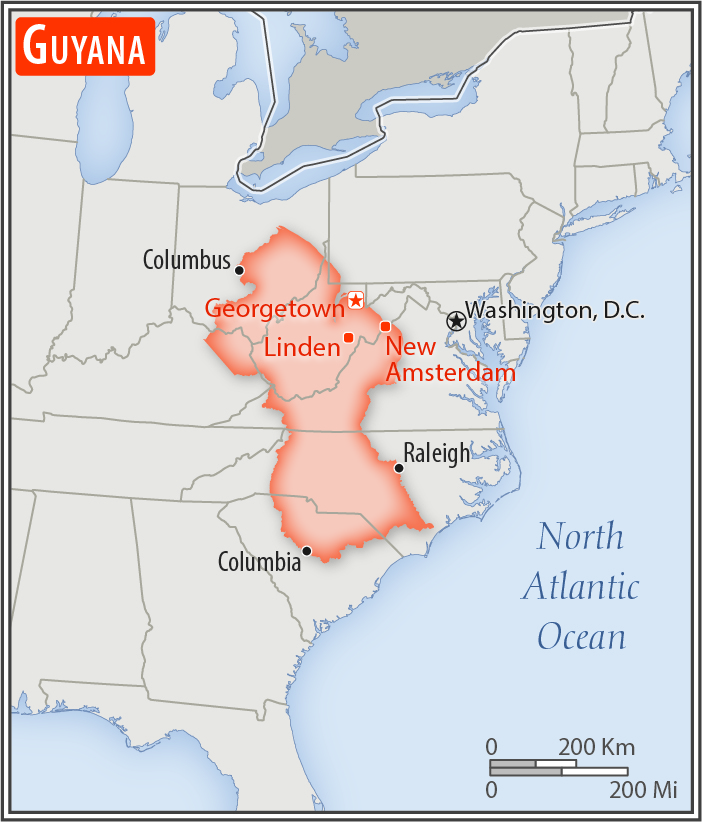 GUYANA
Columbus
Georgetown
Washington, D.C.
Linden
New
Amsterdam
Raleigh
Columbia
North
Atlantic
Ocean
0 200 Km
0 200 Mi